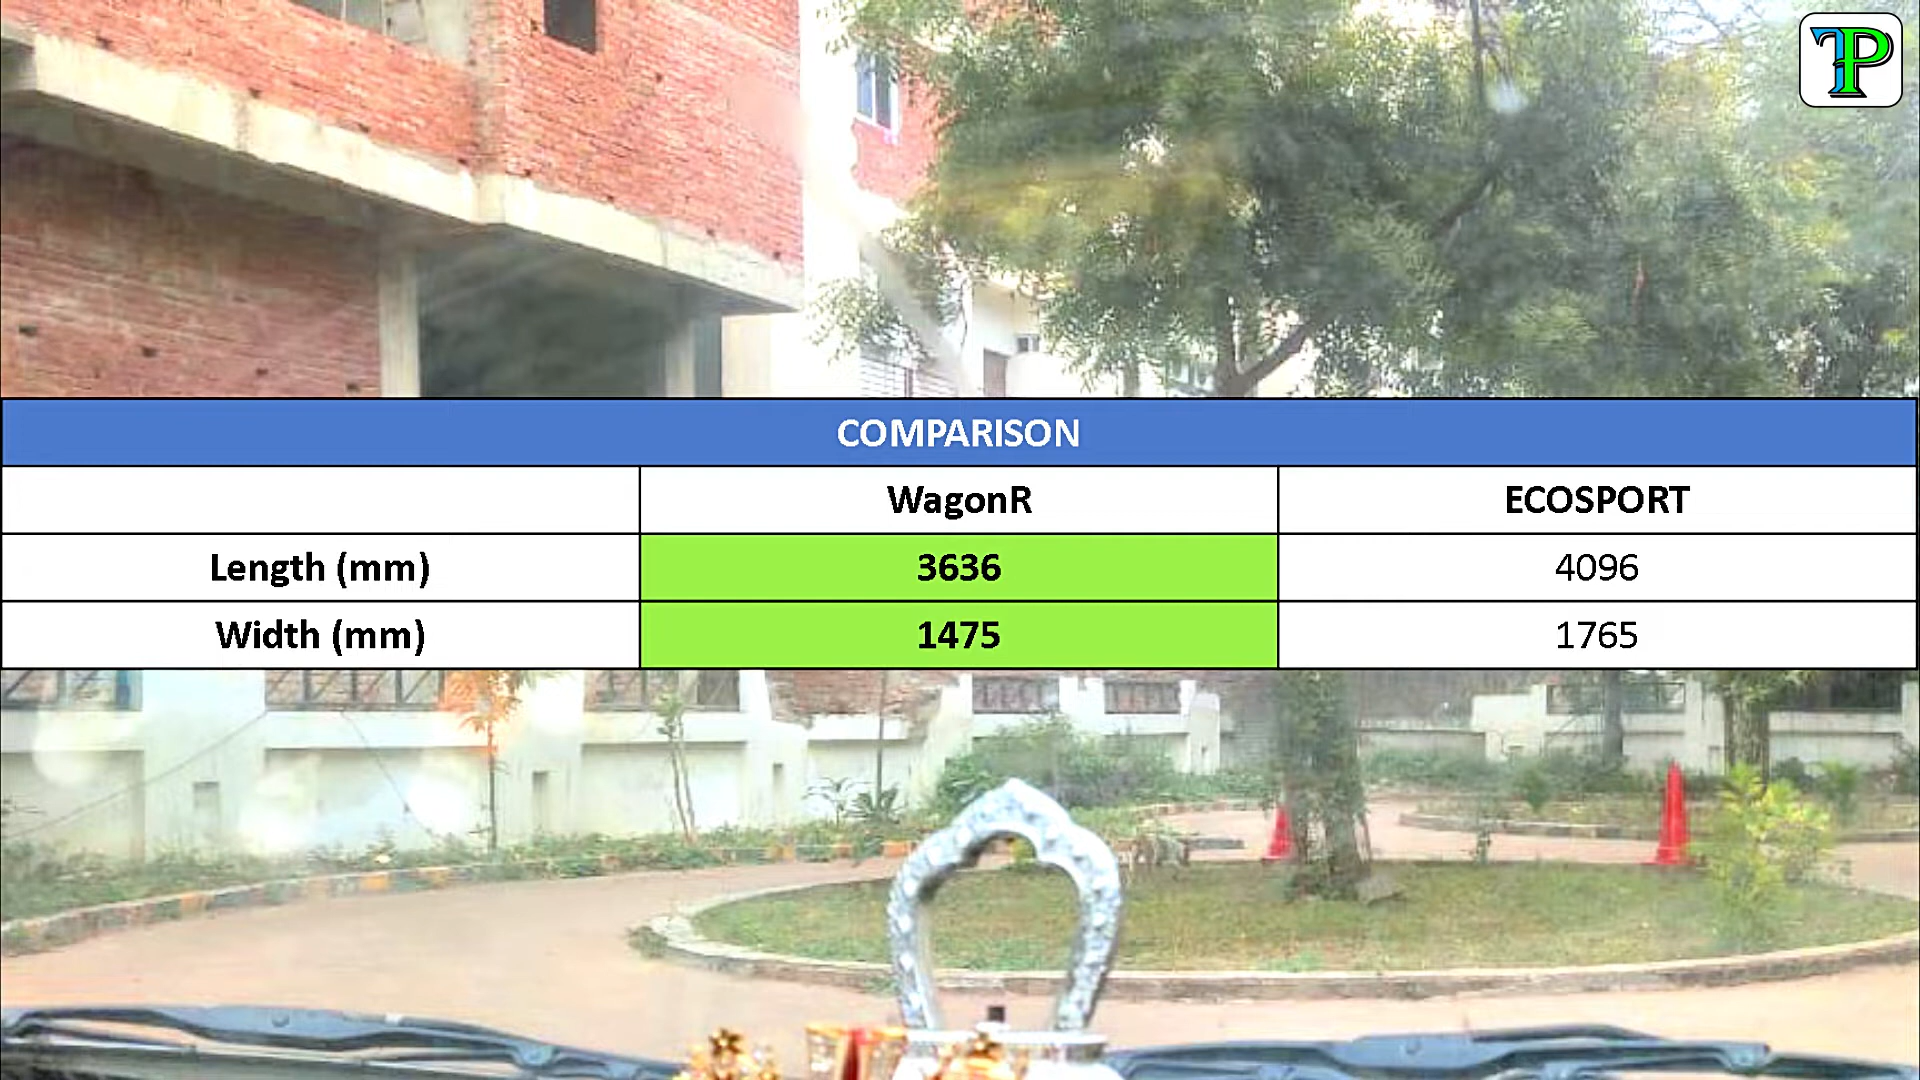 TP
COMPARISON
WagonR ECOSPORT
Length (mm) 3636 4096
Width (mm) 1475 1765